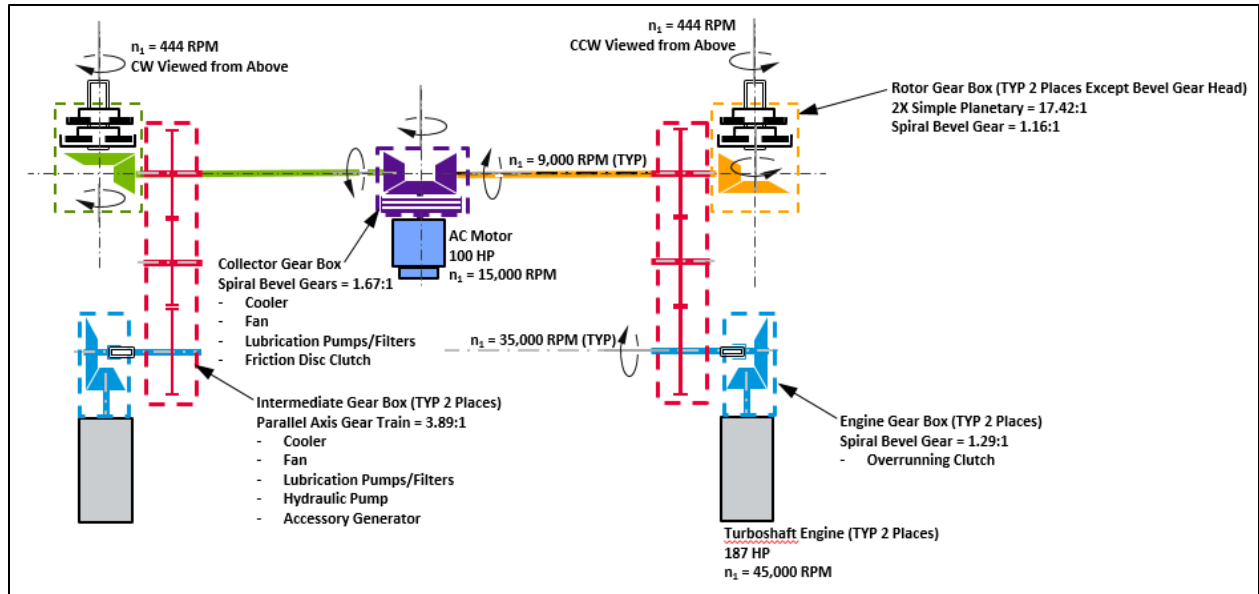 n₁ = 444 RPM
CW Viewed from Above
n₁ = 444 RPM
CCW Viewed from Above
Rotor Gear Box (TYP 2 Places Except Bevel Gear Head)
2X Simple Planetary = 17.42:1
Spiral Bevel Gear = 1.16:1
n₁ = 9,000 RPM (TYP)
AC Motor
100 HP
n₁ = 15,000 RPM
Collector Gear Box
Spiral Bevel Gears = 1.67:1
- Cooler
- Fan
- Lubrication Pumps/Filters
- Friction Disc Clutch
n₁ = 35,000 RPM (TYP)
Intermediate Gear Box (TYP 2 Places)
Parallel Axis Gear Train = 3.89:1
- Cooler
- Fan
- Lubrication Pumps/Filters
- Hydraulic Pump
- Accessory Generator
Engine Gear Box (TYP 2 Places)
Spiral Bevel Gear = 1.29:1
- Overrunning Clutch
Turboshaft Engine (TYP 2 Places)
187 HP
n₁ = 45,000 RPM